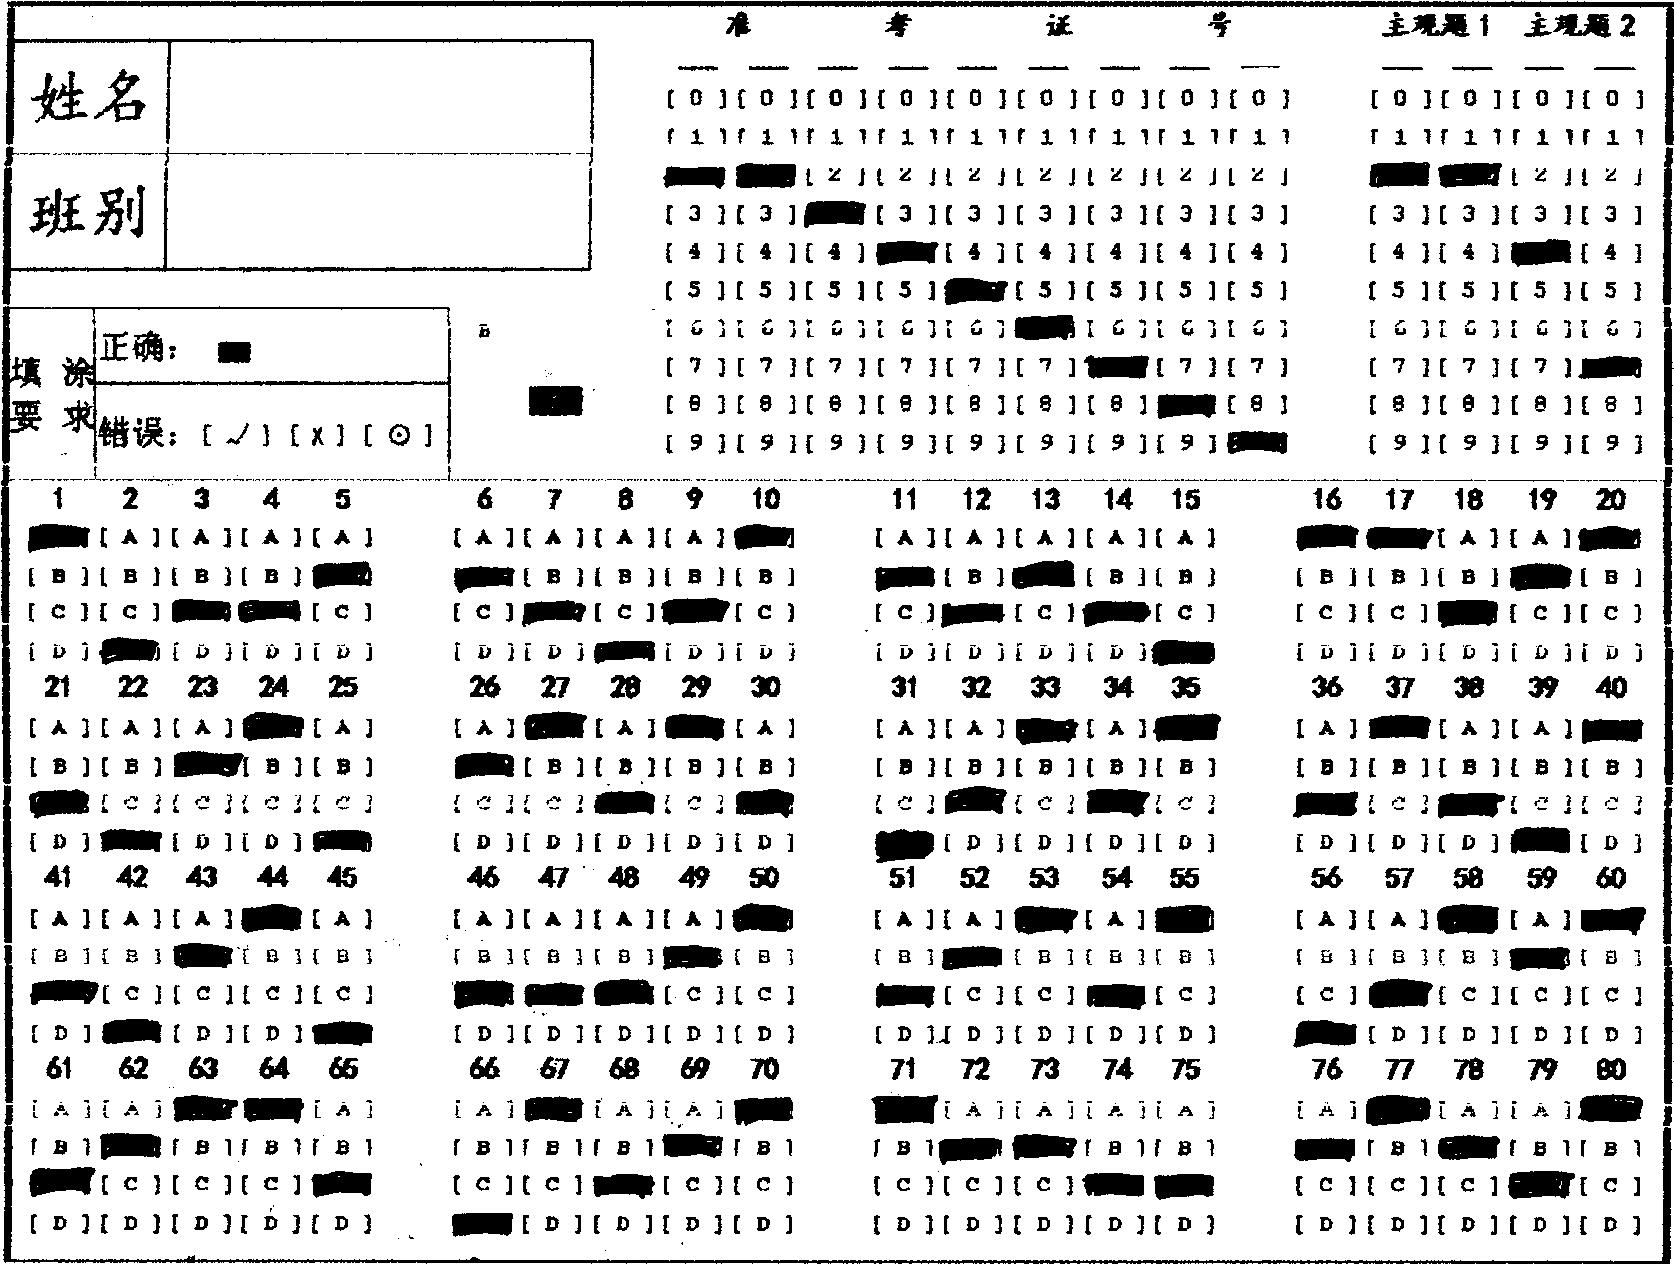 准 考 证 号 主观题1 主观题2
姓名
班别
[0][0][0][0][0][0][0][0][0] [0][0][0][0]
[1][1][1][1][1][1][1][1][1] [1][1][1][1]
[2][2][2][2][2][2][2] [2][2]
[3][3] [3][3][3][3][3][3] [3][3][3][3]
[4][4][4] [4][4][4][4][4] [4][4] [4]
[5][5][5][5] [5][5][5][5] [5][5][5][5]
[6][6][6][6][6] [6][6][6] [6][6][6][6]
[7][7][7][7][7][7] [7][7] [7][7][7]
[8][8][8][8][8][8][8] [8] [8][8][8][8]
[9][9][9][9][9][9][9][9] [9][9][9][9]
填涂要求
正确:
B
错误: [✓] [X] [⊙]
1 2 3 4 5 6 7 8 9 10 11 12 13 14 15 16 17 18 19 20
[A][A][A][A] [A][A][A][A] [A][A][A][A][A] [A][A]
[B][B][B][B] [B][B][B][B] [B] [B][B] [B][B][B] [B]
[C][C] [C] [C] [C] [C] [C] [C] [C] [C][C] [C][C]
[D] [D][D][D] [D][D] [D][D] [D][D][D][D] [D][D][D][D][D]
21 22 23 24 25 26 27 28 29 30 31 32 33 34 35 36 37 38 39 40
[A][A][A] [A] [A] [A] [A] [A][A] [A] [A] [A][A]
[B][B] [B][B] [B][B][B][B] [B][B][B][B][B] [B][B][B][B][B]
[C][C][C][C] [C][C] [C] [C] [C] [C] [C] [C][C]
[D] [D][D] [D][D][D][D][D] [D][D][D][D] [D][D][D] [D]
41 42 43 44 45 46 47 48 49 50 51 52 53 54 55 56 57 58 59 60
[A][A][A] [A] [A][A][A][A] [A][A] [A] [A][A] [A]
[B][B] [B][B] [B][B][B] [B] [B] [B][B][B] [B][B][B] [B]
[C][C][C][C] [C][C] [C][C] [C] [C] [C][C][C]
[D] [D][D] [D][D][D][D][D] [D][D][D][D][D] [D][D][D][D]
61 62 63 64 65 66 67 68 69 70 71 72 73 74 75 76 77 78 79 80
[A][A] [A] [A] [A][A] [A][A][A][A] [A] [A][A]
[B] [B][B][B] [B][B][B] [B] [B] [B][B] [B] [B][B]
[C][C][C] [C][C] [C][C] [C][C][C] [C][C][C] [C]
[D][D][D][D][D] [D][D][D][D] [D][D][D][D][D] [D][D][D][D][D]